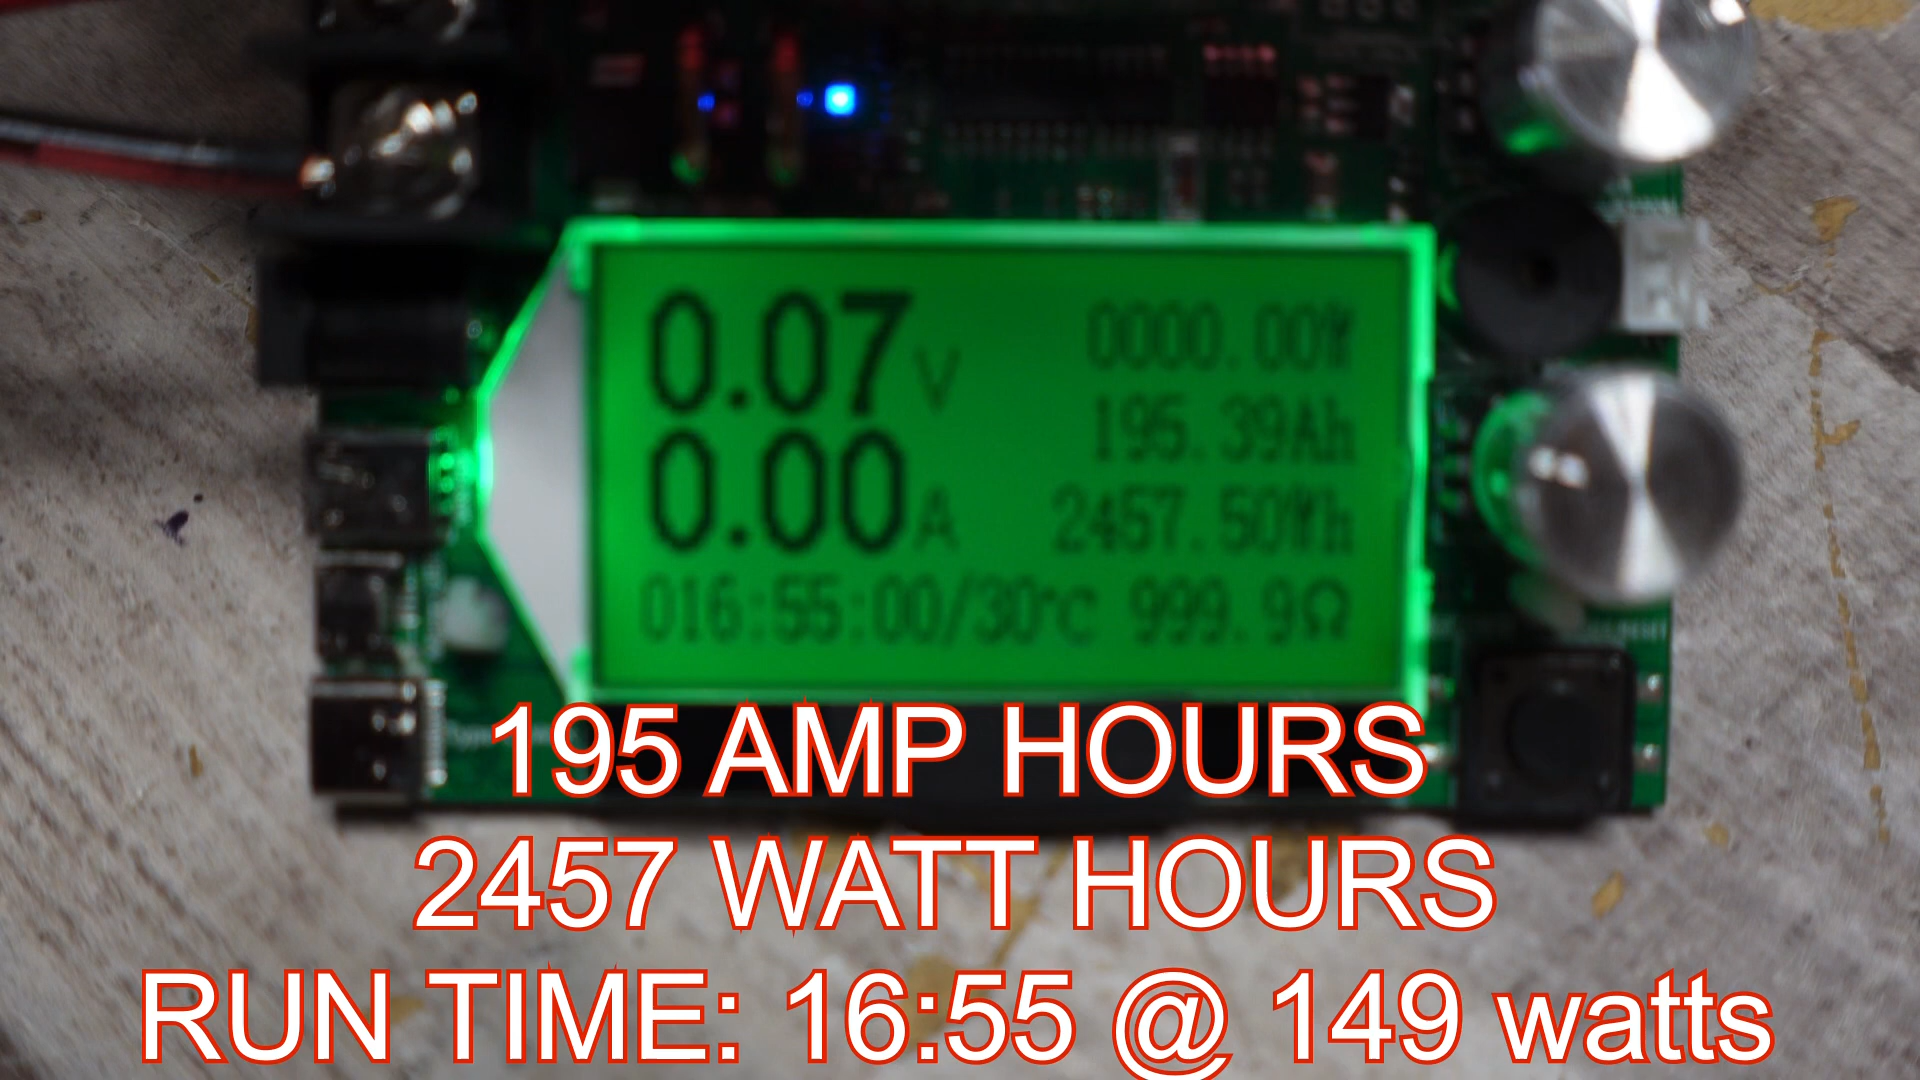 0.07V
0000.00W
195.39Ah
0.00A
2457.50Wh
016:55:00/30℃ 999.9Ω
195 AMP HOURS
2457 WATT HOURS
RUN TIME: 16:55 @ 149 watts